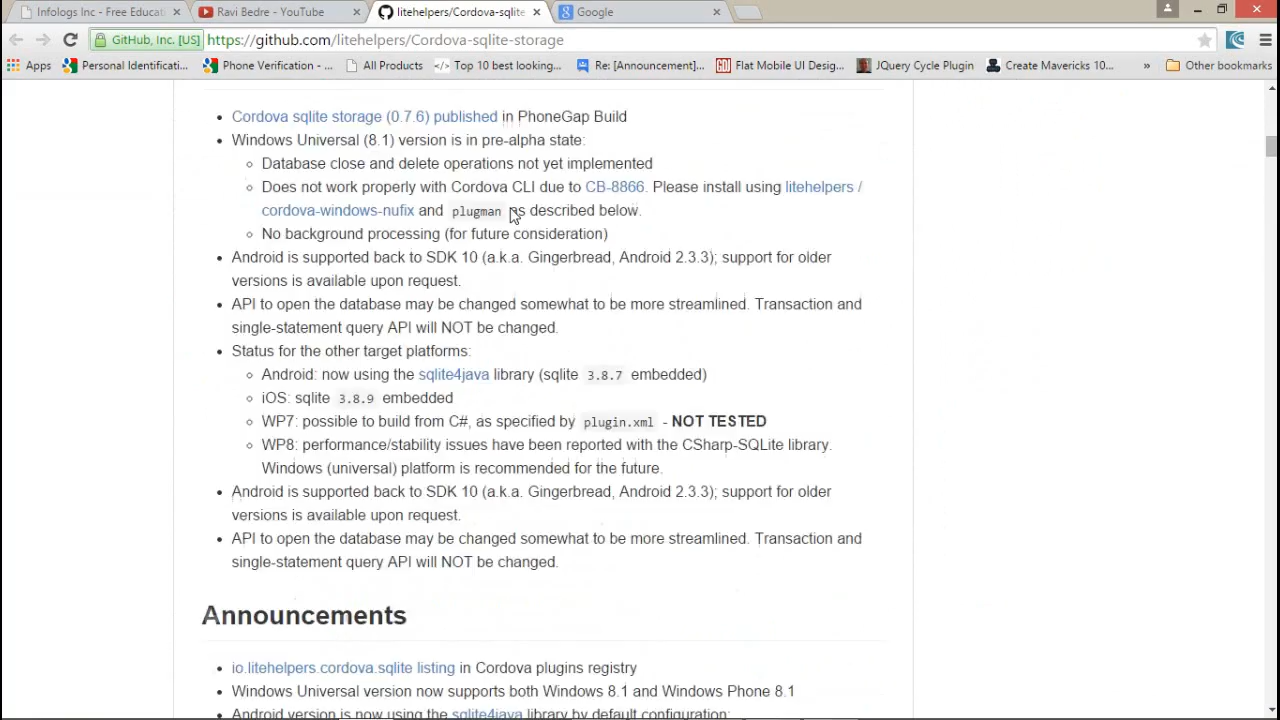 Infologs Inc - Free Educati
Ravi Bedre - YouTube
litehelpers/Cordova-sqlite
Google
GitHub, Inc. [US]
https://github.com/litehelpers/Cordova-sqlite-storage
Apps
Personal Identificati...
Phone Verification - ...
All Products
Top 10 best looking...
Re: [Announcement]...
Flat Mobile UI Desig...
JQuery Cycle Plugin
Create Mavericks 10...
»
Other bookmarks
• Cordova sqlite storage (0.7.6) published in PhoneGap Build
• Windows Universal (8.1) version is in pre-alpha state:
◦ Database close and delete operations not yet implemented
◦ Does not work properly with Cordova CLI due to CB-8866. Please install using litehelpers /
cordova-windows-nufix and plugman as described below.
◦ No background processing (for future consideration)
• Android is supported back to SDK 10 (a.k.a. Gingerbread, Android 2.3.3); support for older
versions is available upon request.
• API to open the database may be changed somewhat to be more streamlined. Transaction and
single-statement query API will NOT be changed.
• Status for the other target platforms:
◦ Android: now using the sqlite4java library (sqlite 3.8.7 embedded)
◦ iOS: sqlite 3.8.9 embedded
◦ WP7: possible to build from C#, as specified by plugin.xml - NOT TESTED
◦ WP8: performance/stability issues have been reported with the CSharp-SQLite library.
Windows (universal) platform is recommended for the future.
• Android is supported back to SDK 10 (a.k.a. Gingerbread, Android 2.3.3); support for older
versions is available upon request.
• API to open the database may be changed somewhat to be more streamlined. Transaction and
single-statement query API will NOT be changed.
Announcements
• io.litehelpers.cordova.sqlite listing in Cordova plugins registry
• Windows Universal version now supports both Windows 8.1 and Windows Phone 8.1
• Android version is now using the sqlite4java library by default configuration: